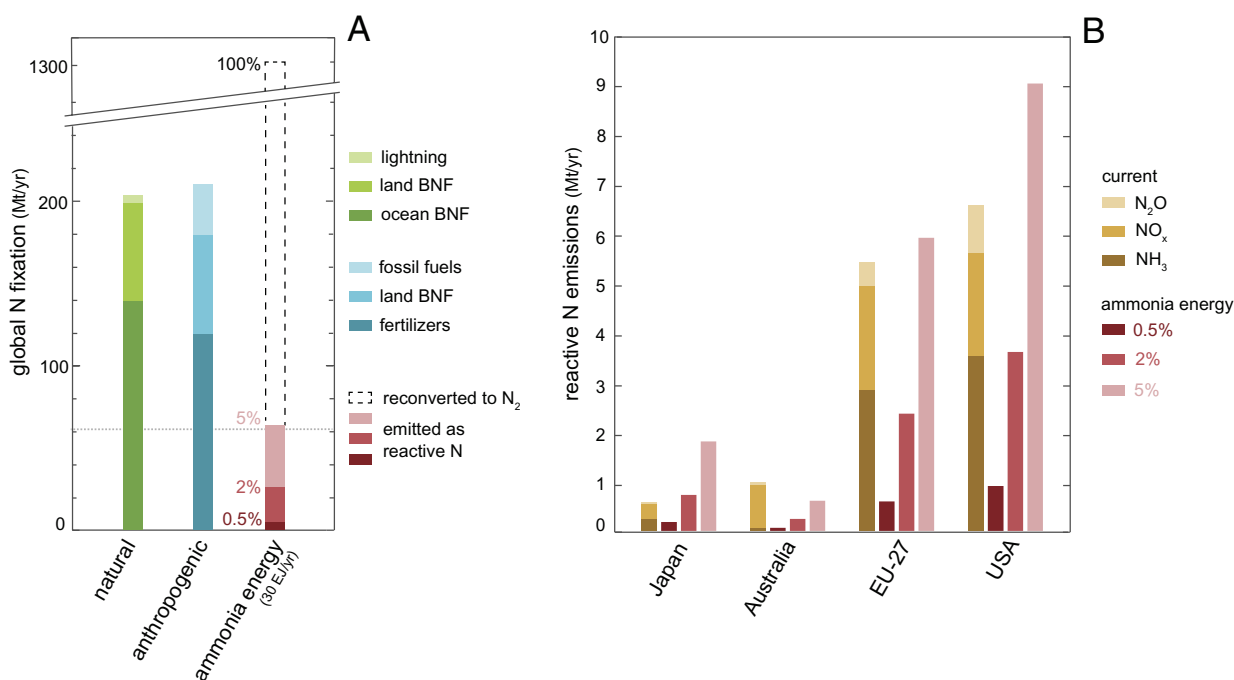 A
global N fixation (Mt/yr)
1300
200
100
0
100%
5%
2%
0.5%
natural
anthropogenic
ammonia energy
(30 EJ/yr)
lightning
land BNF
ocean BNF
fossil fuels
land BNF
fertilizers
reconverted to N₂
emitted as
reactive N
B
reactive N emissions (Mt/yr)
10
9
8
7
6
5
4
3
2
1
0
Japan
Australia
EU-27
USA
current
N₂O
NOₓ
NH₃
ammonia energy
0.5%
2%
5%